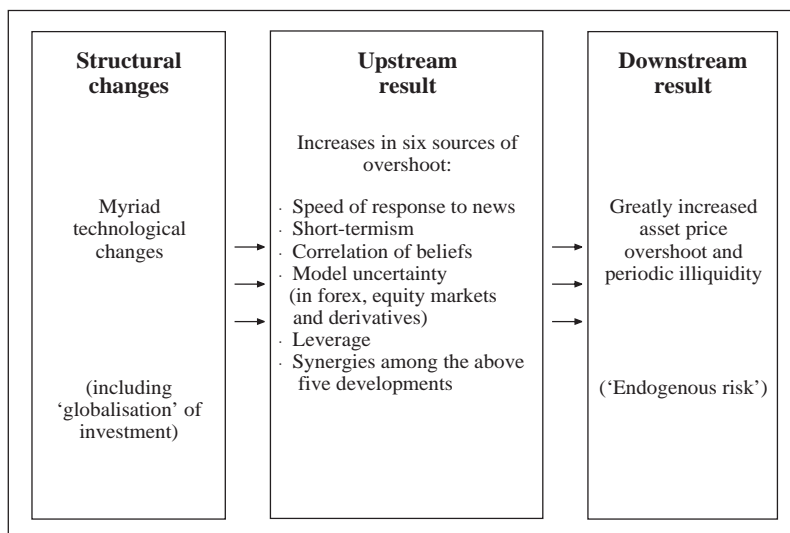 Structural
changes
Myriad
technological
changes
(including
‘globalisation’ of
investment)
Upstream
result
Increases in six sources of
overshoot:
· Speed of response to news
· Short-termism
· Correlation of beliefs
· Model uncertainty
(in forex, equity markets
and derivatives)
· Leverage
· Synergies among the above
five developments
Downstream
result
Greatly increased
asset price
overshoot and
periodic illiquidity
(‘Endogenous risk’)